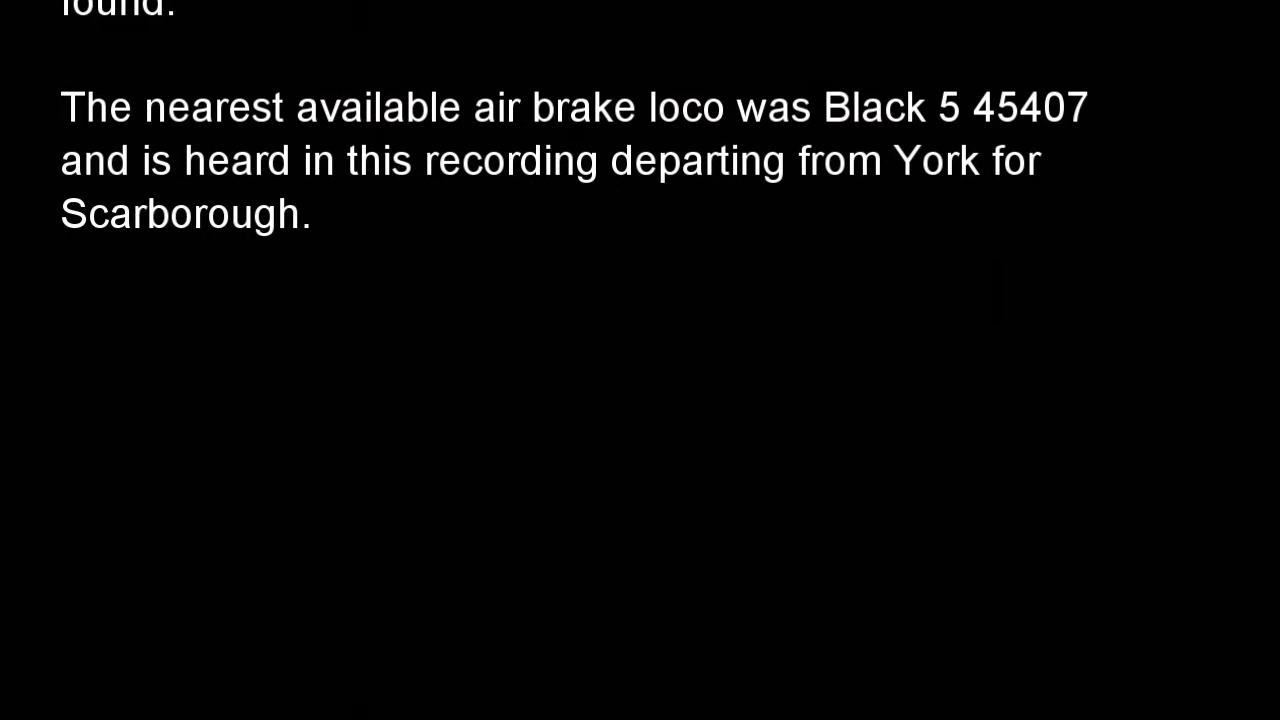 found.
The nearest available air brake loco was Black 5 45407
and is heard in this recording departing from York for
Scarborough.